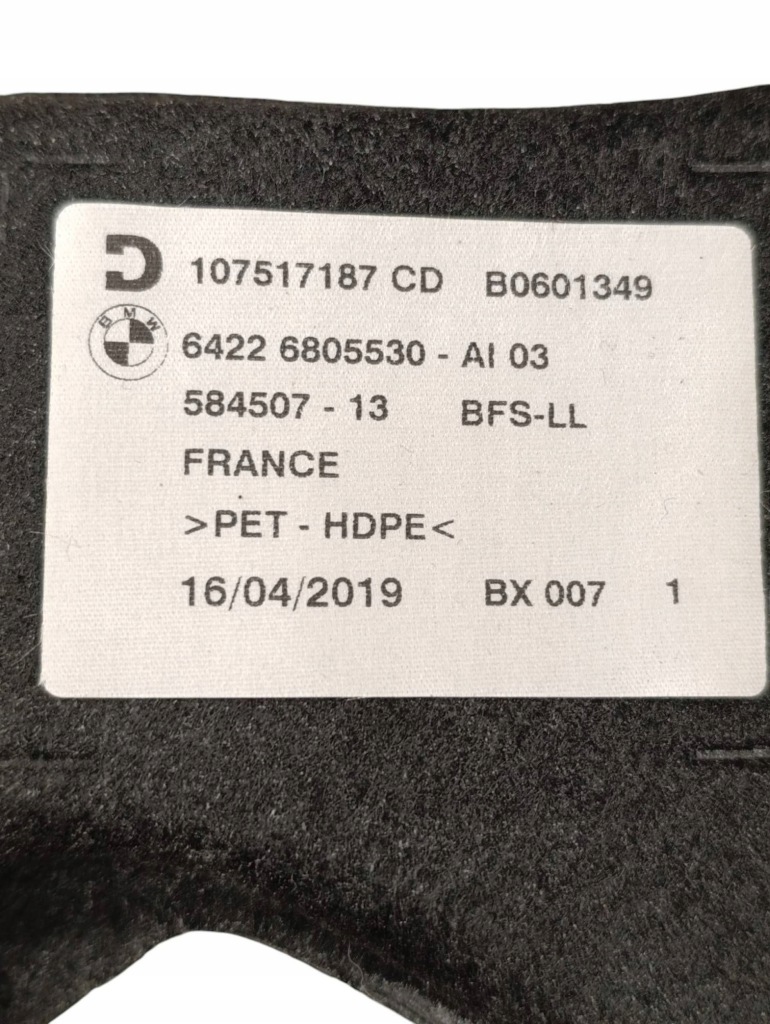 107517187 CD B0601349
BMW
6422 6805530 - AI 03
584507 - 13 BFS-LL
FRANCE
>PET - HDPE<
16/04/2019 BX 007 1